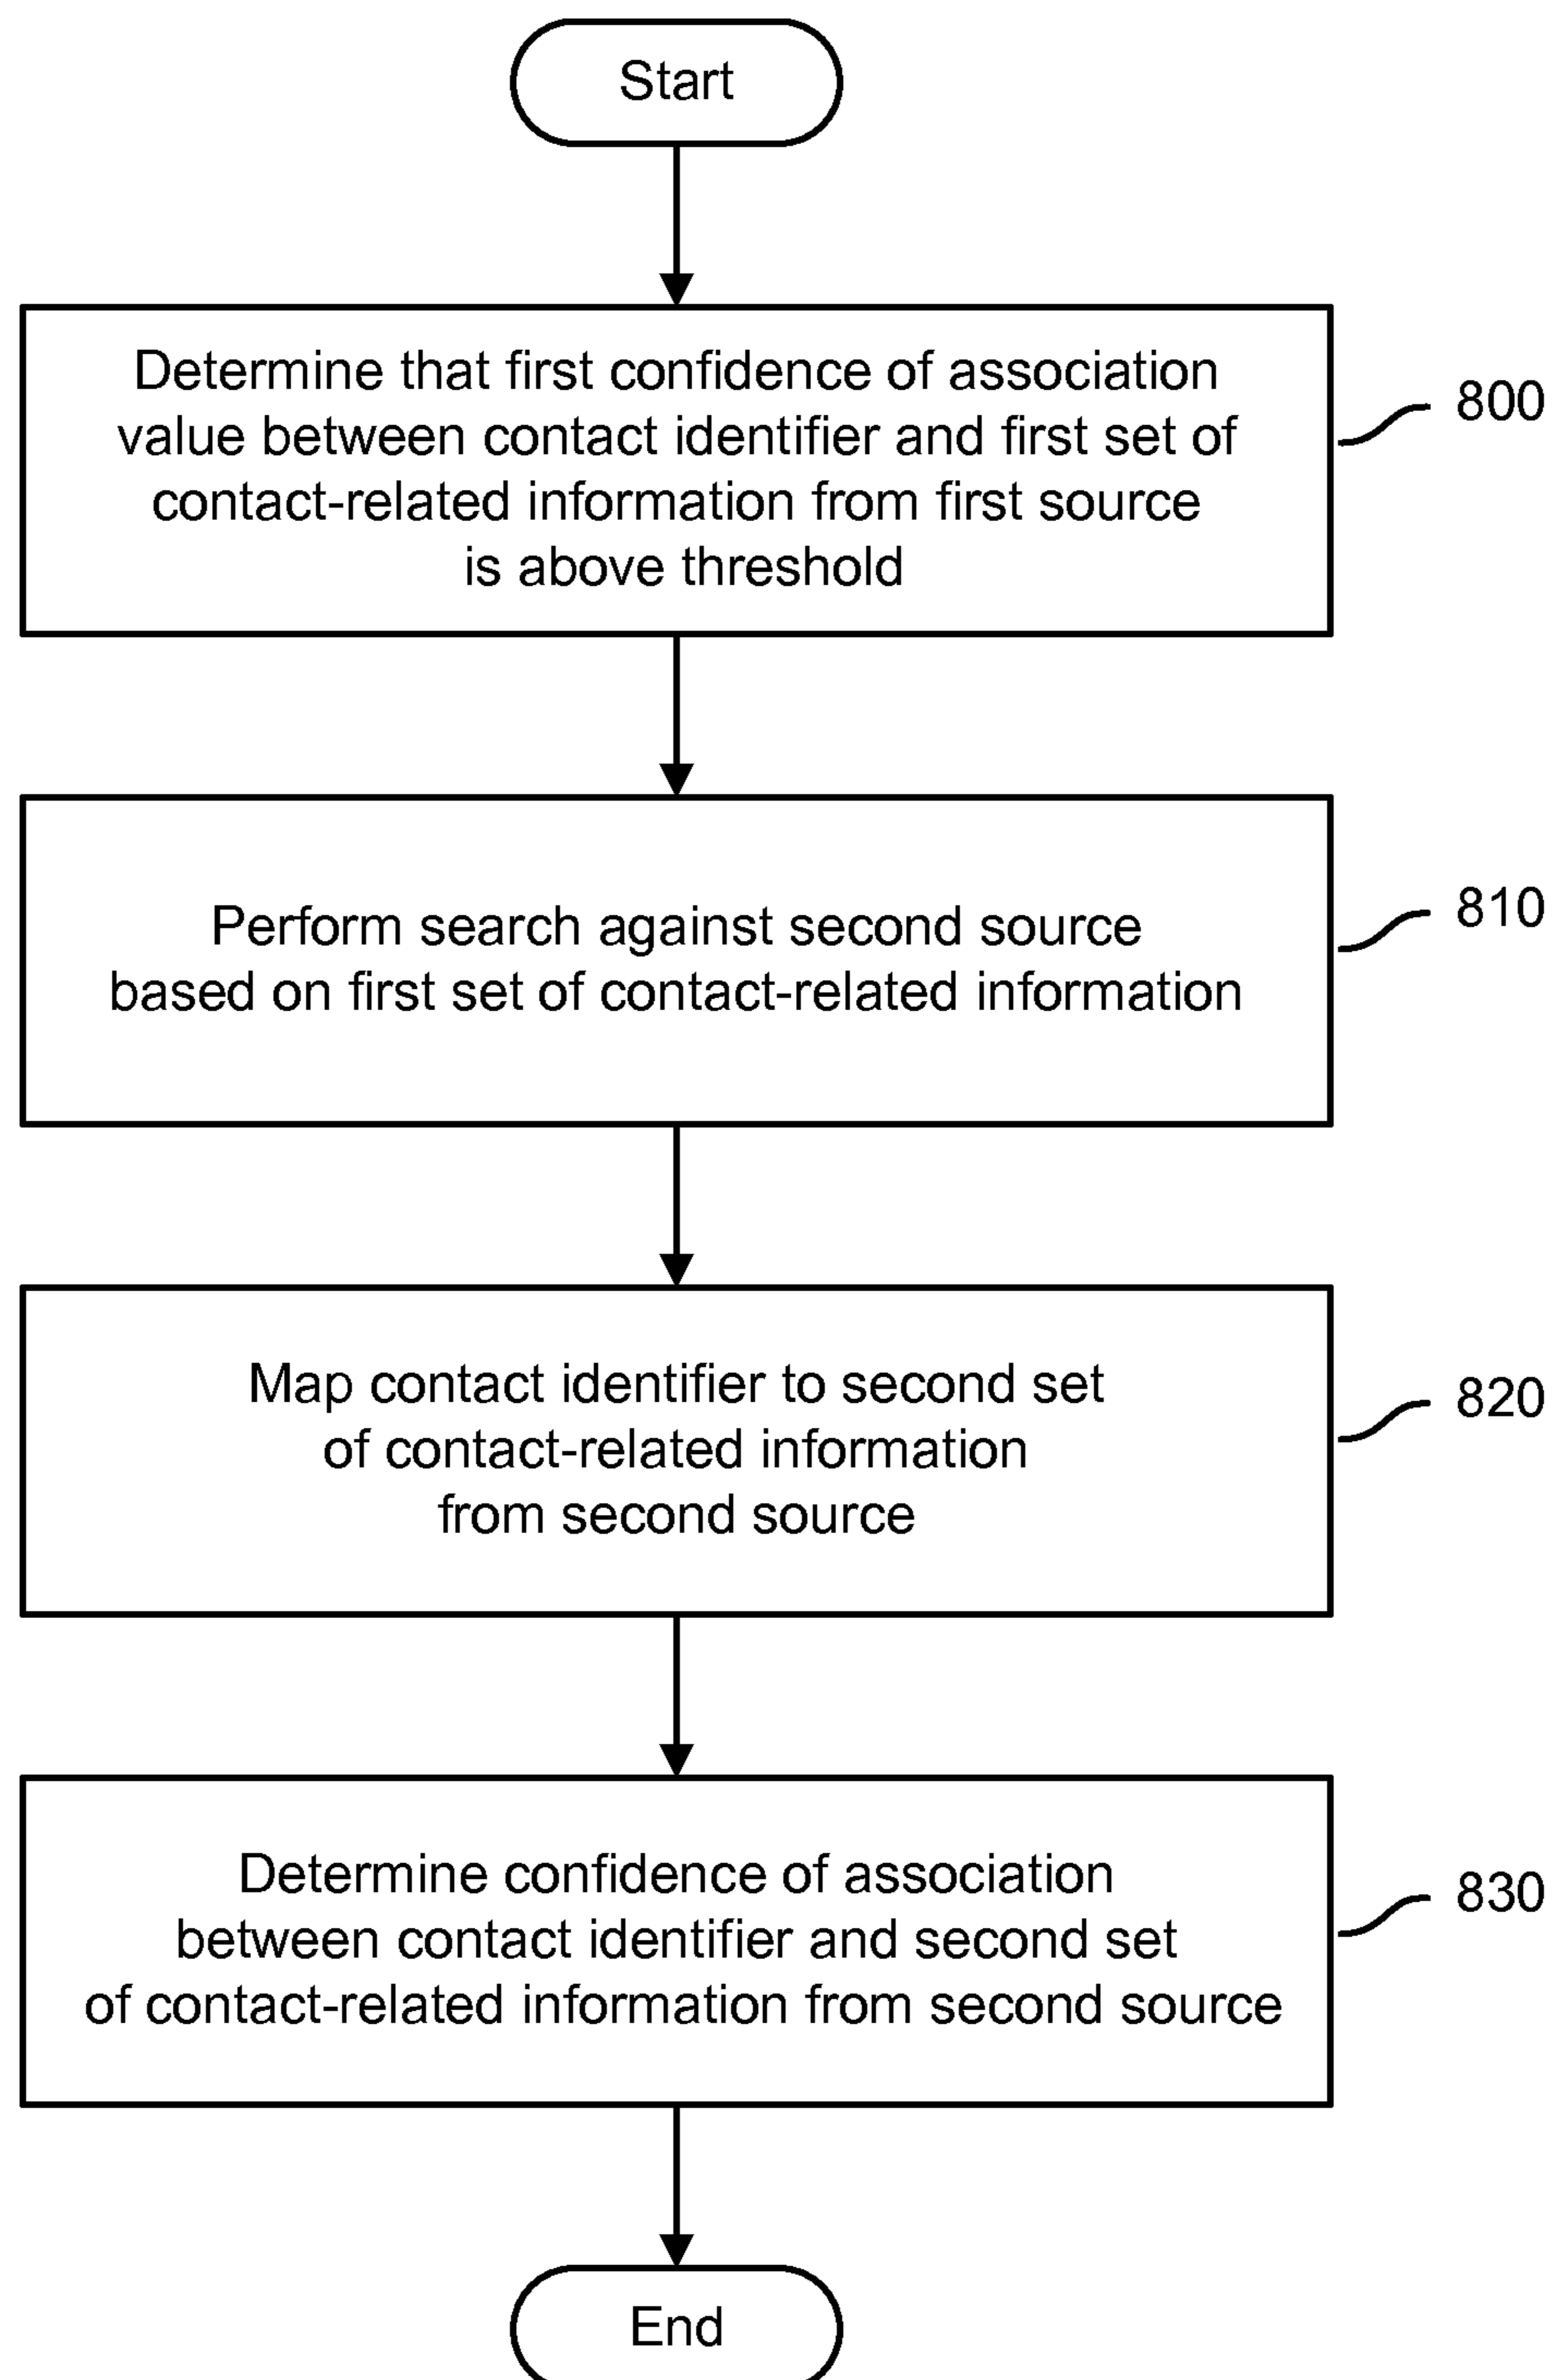 Start
Determine that first confidence of association
value between contact identifier and first set of
contact-related information from first source
is above threshold
800
Perform search against second source
based on first set of contact-related information
810
Map contact identifier to second set
of contact-related information
from second source
820
Determine confidence of association
between contact identifier and second set
of contact-related information from second source
830
End